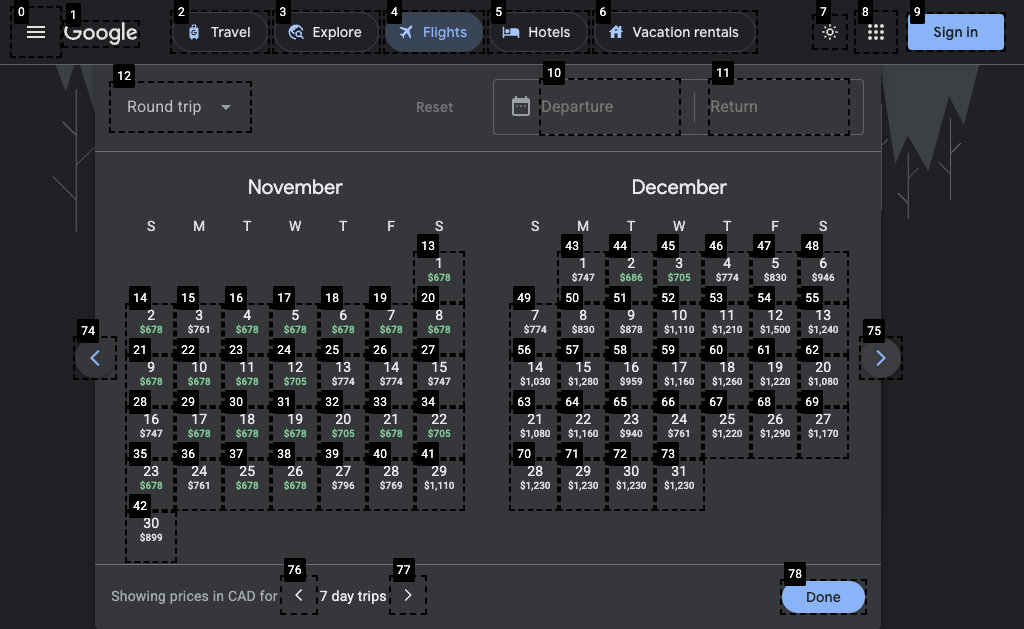 0 1 2 3 4 5 6 7 8 9
Google Travel Explore Flights Hotels Vacation rentals Sign in
12 10 11
Round trip Reset Departure Return
November December
S M T W T F S S M T W T F S
13 43 44 45 46 47 48
1 1 2 3 4 5 6
$678 $747 $686 $705 $774 $830 $946
14 15 16 17 18 19 20 49 50 51 52 53 54 55
2 3 4 5 6 7 8 7 8 9 10 11 12 13
$678 $761 $678 $678 $678 $678 $678 $774 $830 $878 $1,110 $1,210 $1,500 $1,240
74 75
21 22 23 24 25 26 27 56 57 58 59 60 61 62
9 10 11 12 13 14 15 14 15 16 17 18 19 20
$678 $678 $678 $705 $774 $774 $747 $1,030 $1,280 $959 $1,160 $1,260 $1,220 $1,080
28 29 30 31 32 33 34 63 64 65 66 67 68 69
16 17 18 19 20 21 22 21 22 23 24 25 26 27
$747 $678 $678 $678 $705 $678 $705 $1,080 $1,160 $940 $761 $1,220 $1,290 $1,170
35 36 37 38 39 40 41 70 71 72 73
23 24 25 26 27 28 29 28 29 30 31
$678 $761 $678 $678 $796 $769 $1,110 $1,230 $1,230 $1,230 $1,230
42
30
$899
76 77 78
Showing prices in CAD for 7 day trips Done